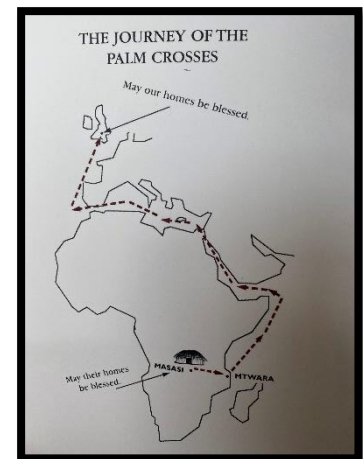 THE JOURNEY OF THE
PALM CROSSES
May our homes be blessed.
May their homes
be blessed.
MASASI
MTWARA